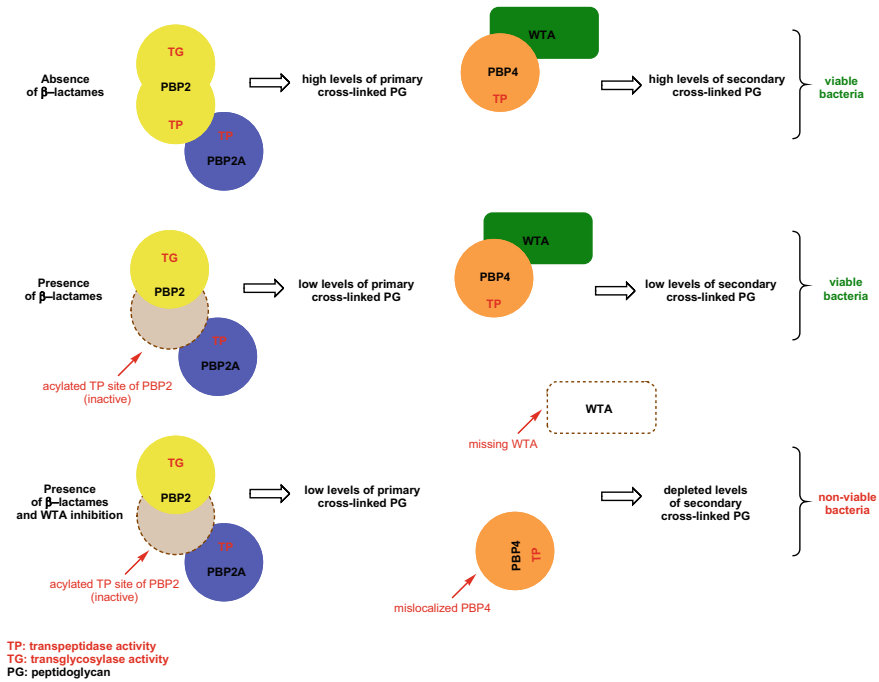 TG
PBP2
TP
TP
PBP2A
Absence
of β–lactames
high levels of primary
cross-linked PG
WTA
PBP4
TP
high levels of secondary
cross-linked PG
viable
bacteria
Presence
of β–lactames
TG
PBP2
TP
PBP2A
acylated TP site of PBP2
(inactive)
low levels of primary
cross-linked PG
WTA
PBP4
TP
low levels of secondary
cross-linked PG
viable
bacteria
WTA
missing WTA
Presence
of β–lactames
and WTA inhibition
TG
PBP2
TP
PBP2A
acylated TP site of PBP2
(inactive)
low levels of primary
cross-linked PG
PBP4
TP
mislocalized PBP4
depleted levels
of secondary
cross-linked PG
non-viable
bacteria
TP: transpeptidase activity
TG: transglycosylase activity
PG: peptidoglycan